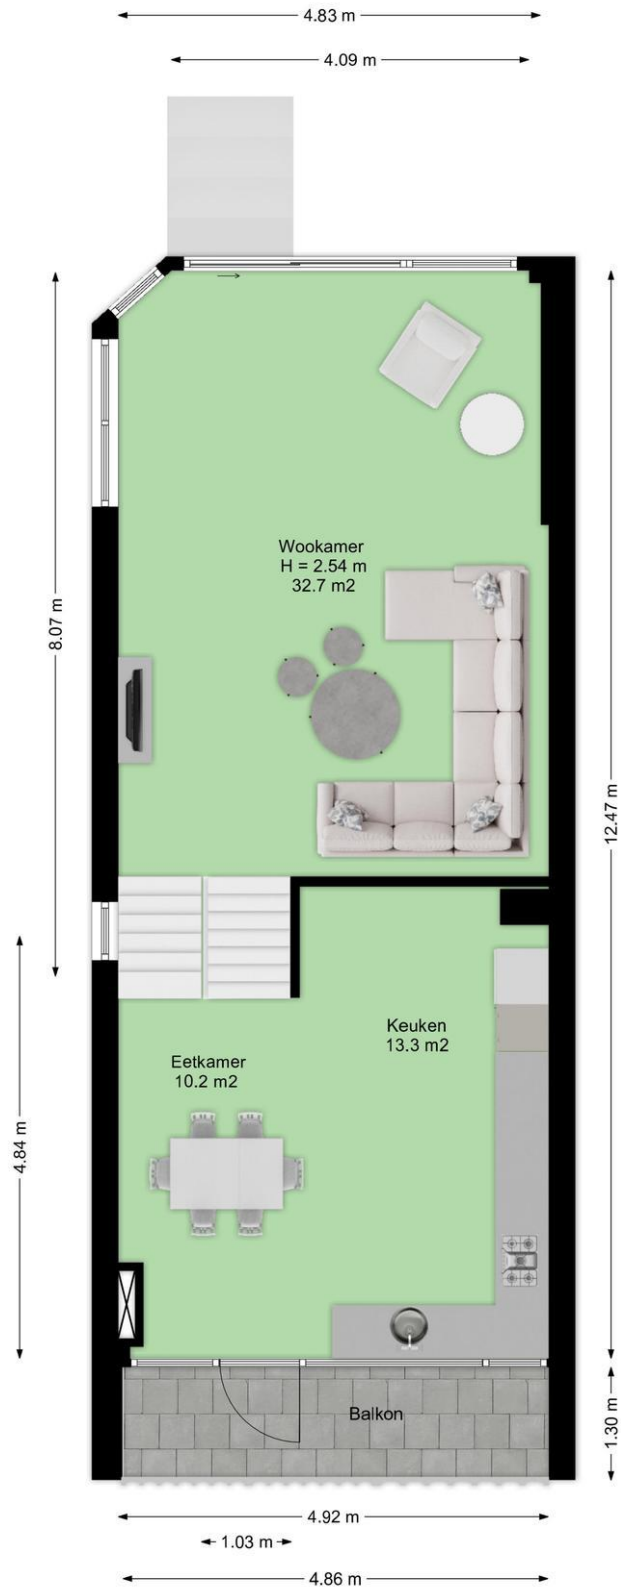 4.83 m
4.09 m
Wookamer
H = 2.54 m
32.7 m2
8.07 m
12.47 m
Keuken
13.3 m2
Eetkamer
10.2 m2
4.84 m
Balkon
1.30 m
4.92 m
1.03 m
4.86 m